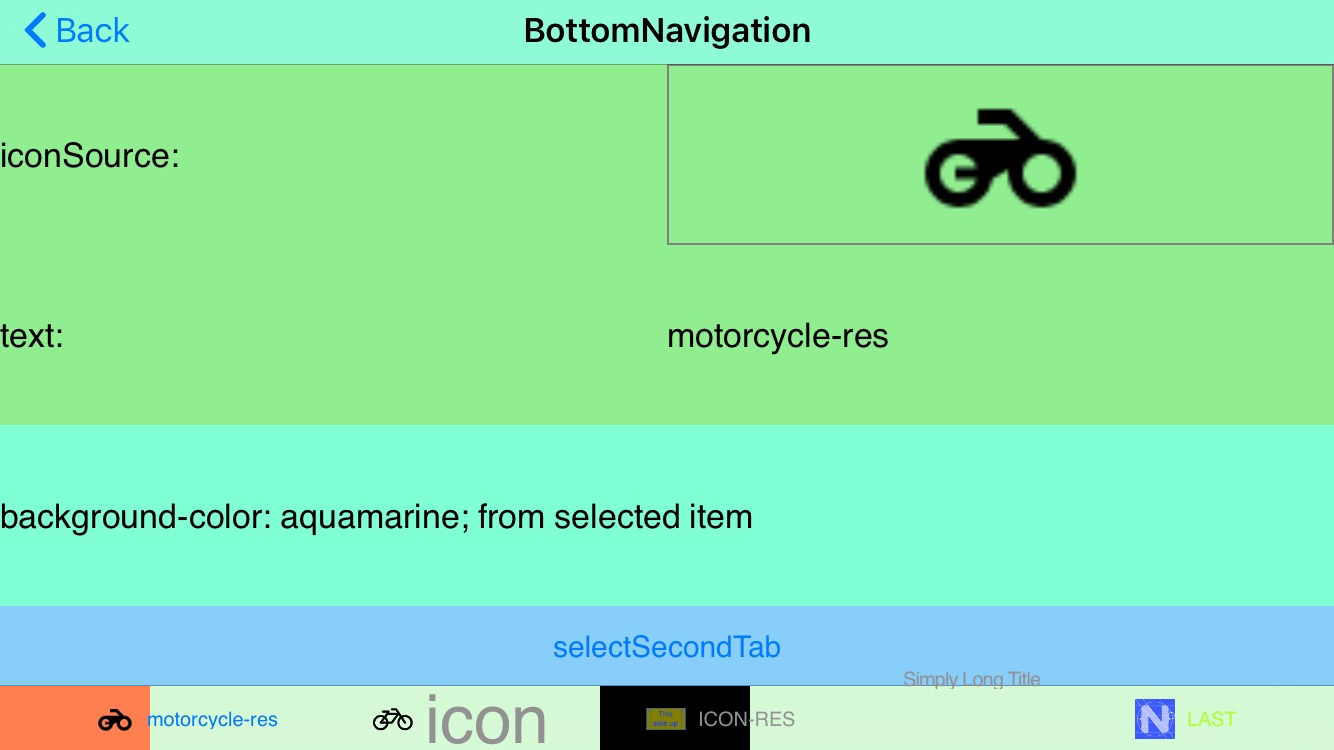 Back
BottomNavigation
iconSource:
text:
motorcycle-res
background-color: aquamarine; from selected item
selectSecondTab
Simply Long Title
motorcycle-res
icon
This
side up
ICON-RES
N
LAST